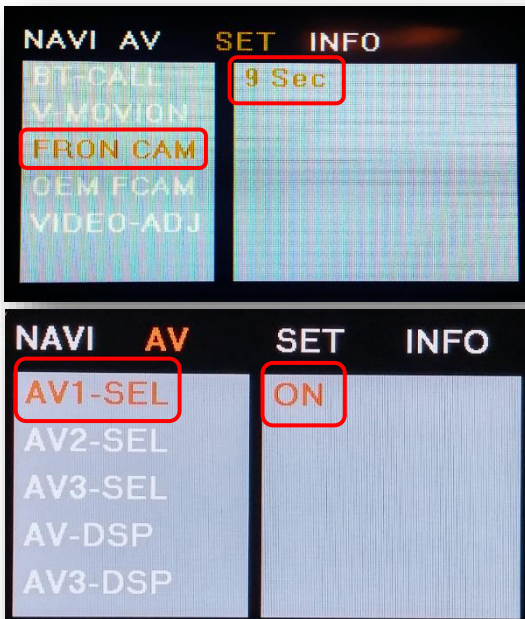 NAVI AV SET INFO
BT-CALL 9 Sec
V-MOVION
FRON CAM
OEM FCAM
VIDEO-ADJ
NAVI AV SET INFO
AV1-SEL ON
AV2-SEL
AV3-SEL
AV-DSP
AV3-DSP